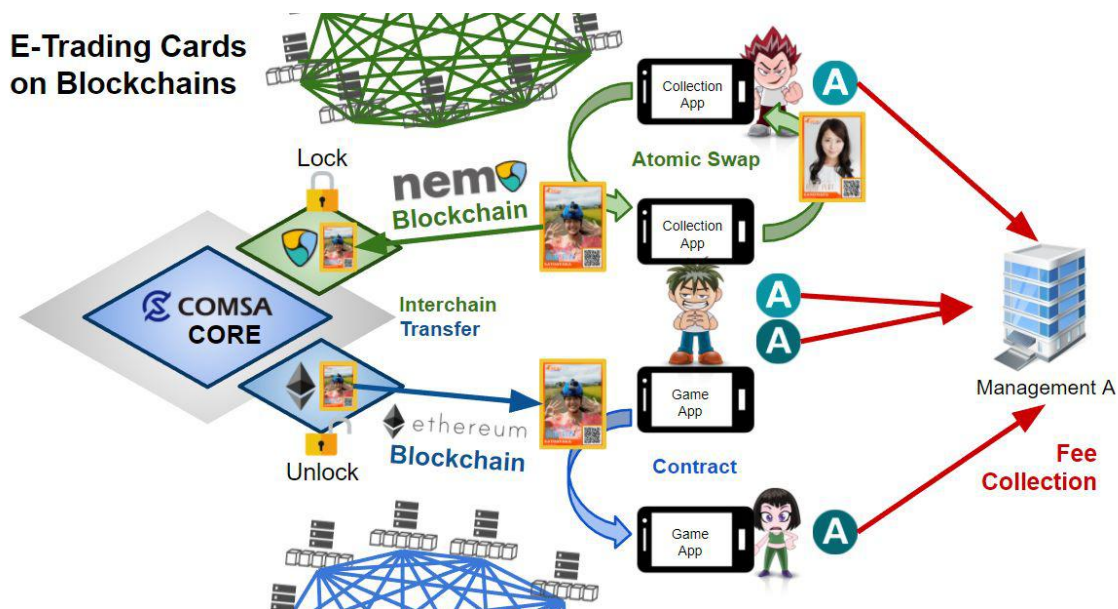 E-Trading Cards
on Blockchains
Collection
App
A
Lock
Atomic Swap
nem
Blockchain
Collection
App
COMSA
CORE
Interchain
Transfer
A
A
Management A
ethereum
Blockchain
Game
App
Unlock
Contract
Fee
Collection
Game
App
A